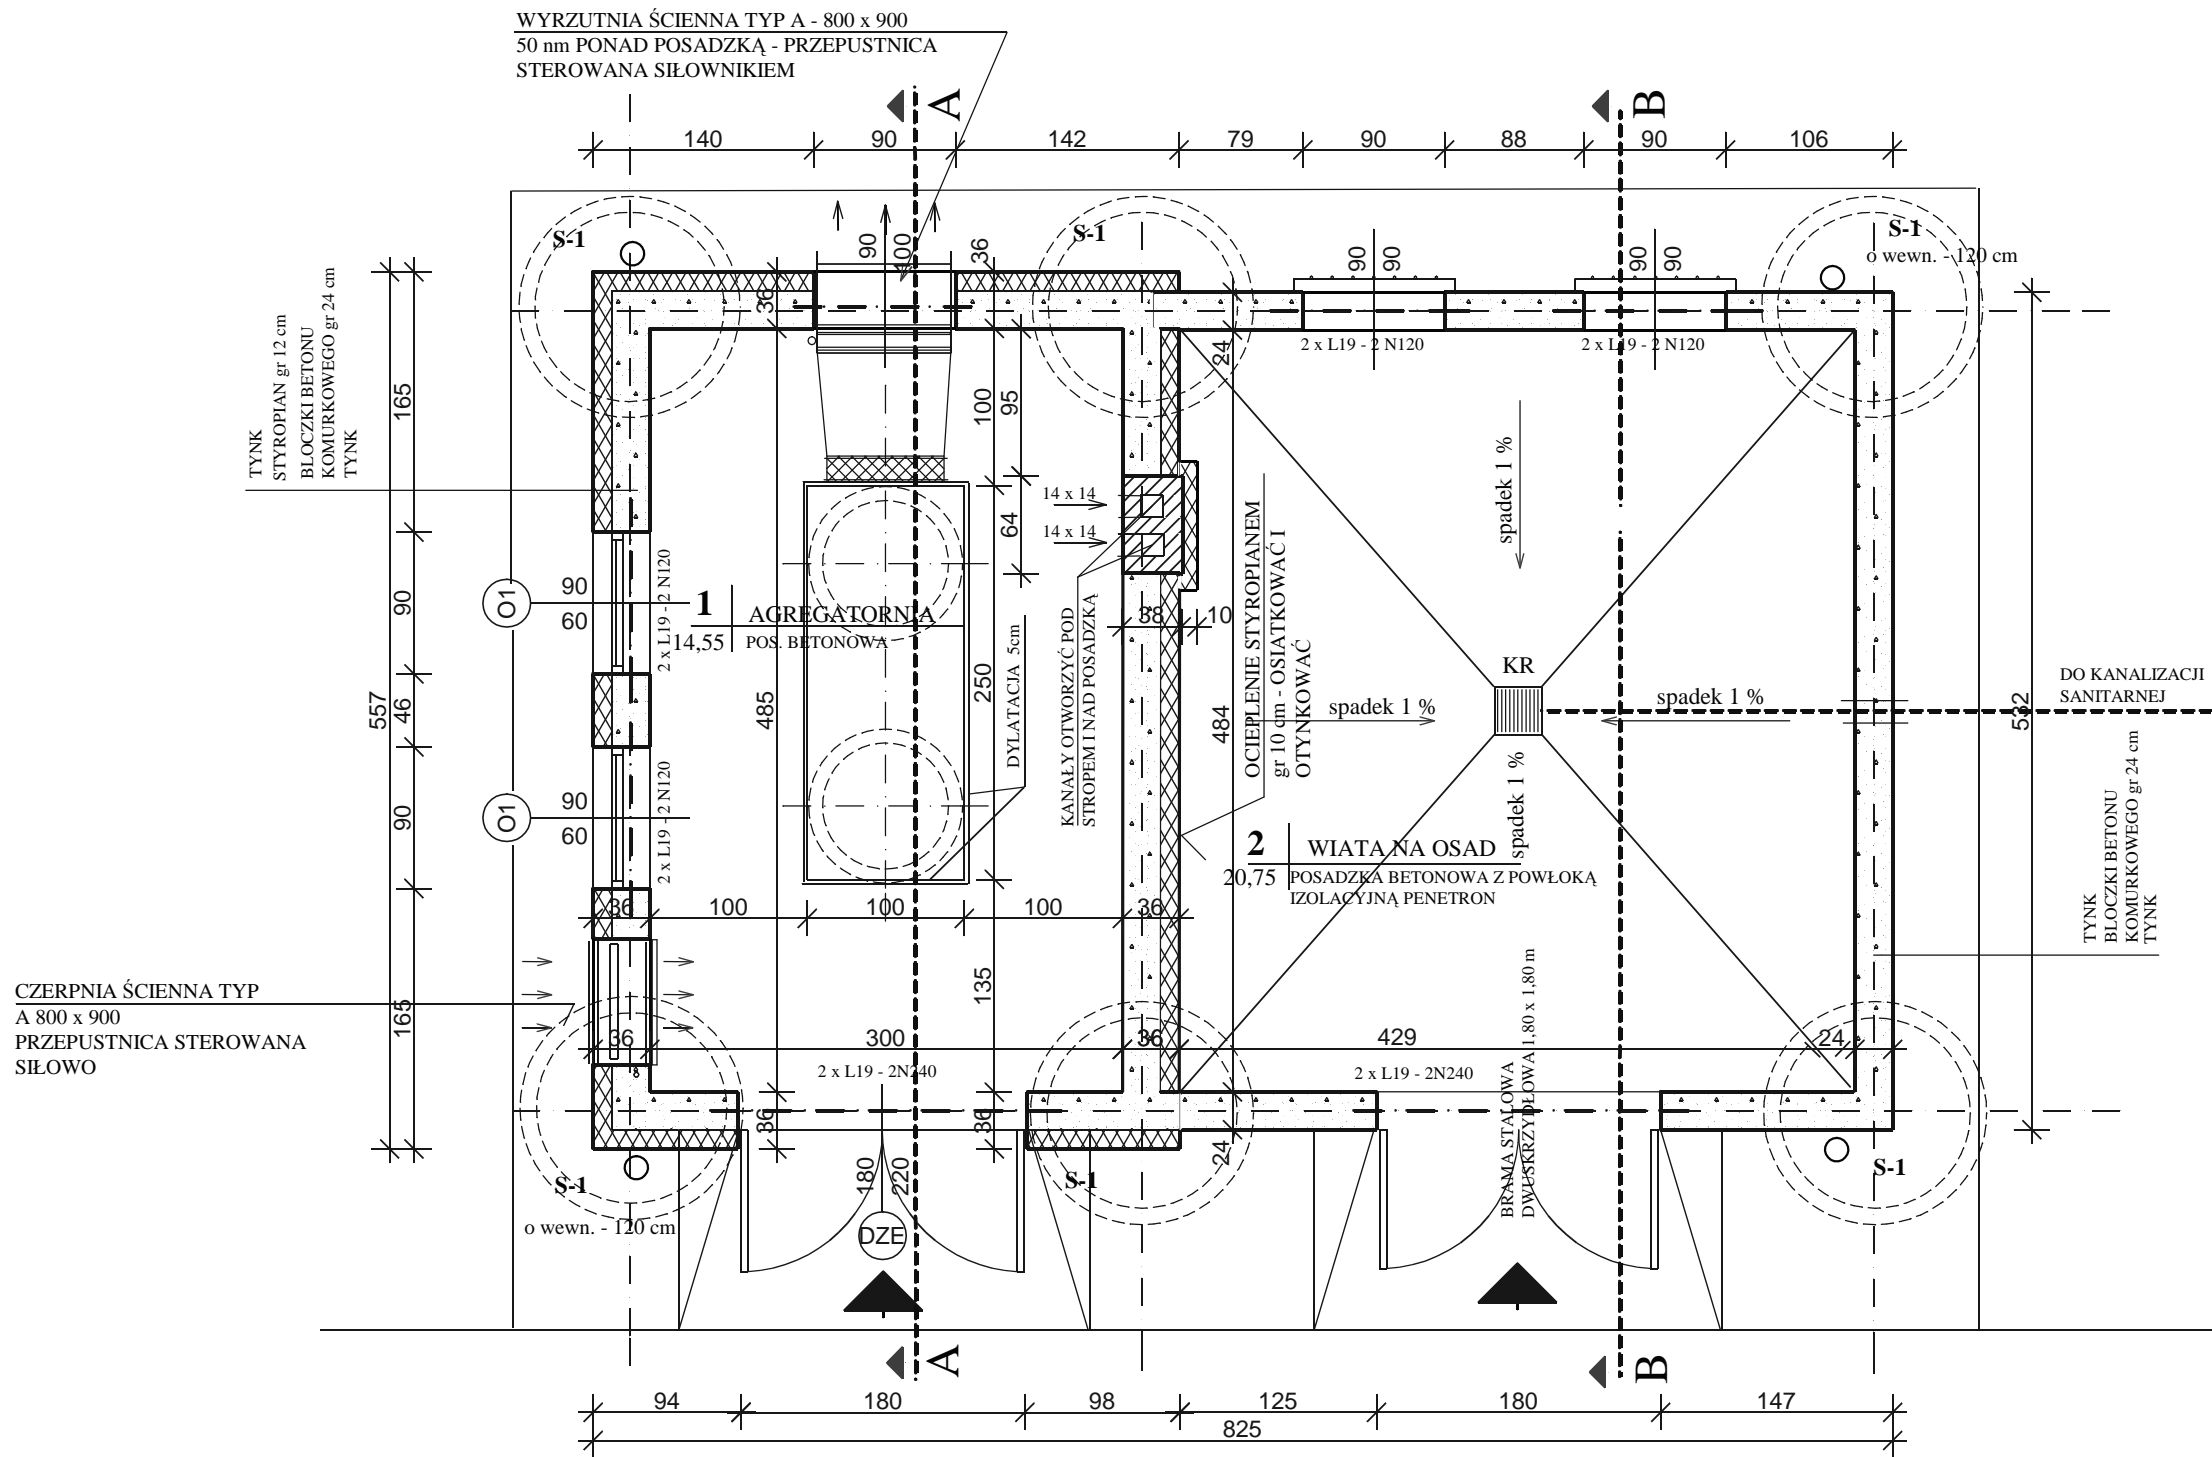 WYRZUTNIA ŚCIENNA TYP A - 800 x 900
50 nm PONAD POSADZKĄ - PRZEPUSTNICA
STEROWANA SIŁOWNIKIEM
A
B
140
90
142
79
90
88
90
106
S-1
S-1
S-1
o wewn. - 120 cm
90
100
36
90
90
90
90
36
24
2 x L19 - 2 N120
2 x L19 - 2 N120
TYNK
STYROPIAN gr 12 cm
BLOCZKI BETONU
KOMURKOWEGO gr 24 cm
TYNK
557
165
90
46
90
165
100
95
64
14 x 14
14 x 14
spadek 1 %
O1
90
60
2 x L19 - 2 N120
1
AGREGATORNIA
14,55
POS. BETONOWA
38
10
485
250
DYLATACJA 5cm
KANAŁY OTWORZYĆ POD
STROPEM I NAD POSADZKĄ
484
OCIEPLENIE STYROPIANEM
gr 10 cm - OSIATKOWAĆ I
OTYNKOWAĆ
KR
spadek 1 %
spadek 1 %
spadek 1 %
DO KANALIZACJI
SANITARNEJ
532
O1
90
60
2 x L19 - 2 N120
2
WIATA NA OSAD
20,75
POSADZKA BETONOWA Z POWŁOKĄ
IZOLACYJNĄ PENETRON
TYNK
BLOCZKI BETONU
KOMURKOWEGO gr 24 cm
TYNK
36
100
100
100
36
135
CZERPNIA ŚCIENNA TYP
A 800 x 900
PRZEPUSTNICA STEROWANA
SIŁOWO
36
300
36
429
24
2 x L19 - 2N240
2 x L19 - 2N240
BRAMA STALOWA
DWUSKRZYDŁOWA 1,80 x 1,80 m
36
36
24
S-1
o wewn. - 120 cm
180
220
DZE
S-1
S-1
A
B
94
180
98
125
180
147
825